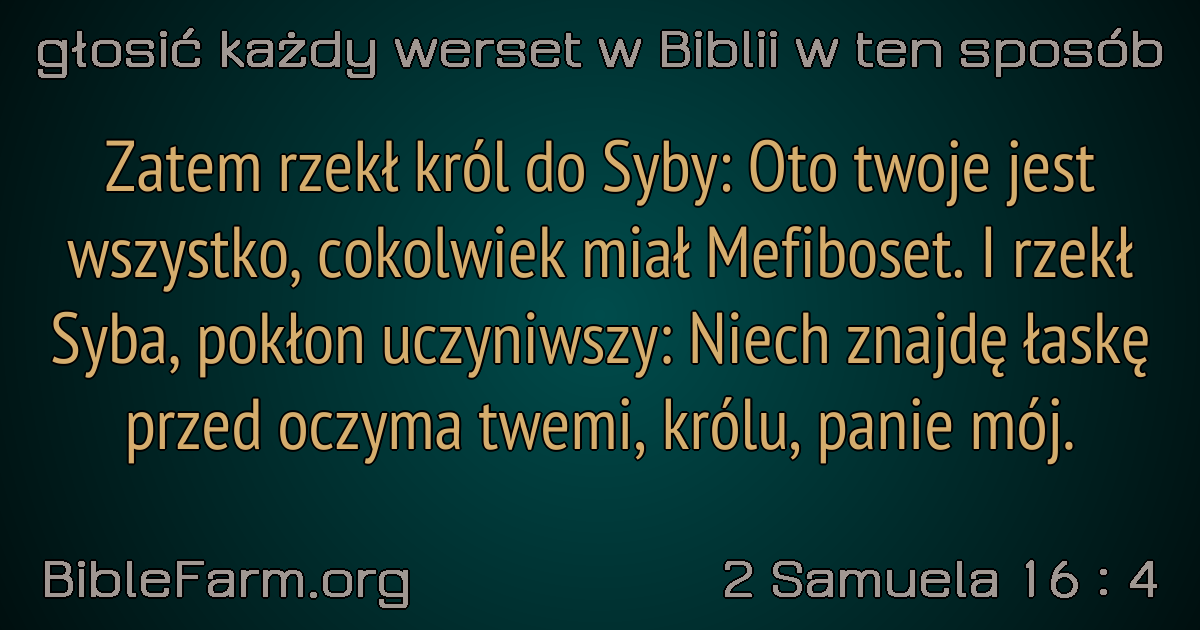 głosić każdy werset w Biblii w ten sposób
Zatem rzekł król do Syby: Oto twoje jest
wszystko, cokolwiek miał Mefiboset. I rzekł
Syba, pokłon uczyniwszy: Niech znajdę łaskę
przed oczyma twemi, królu, panie mój.
BibleFarm.org
2 Samuela 16 : 4